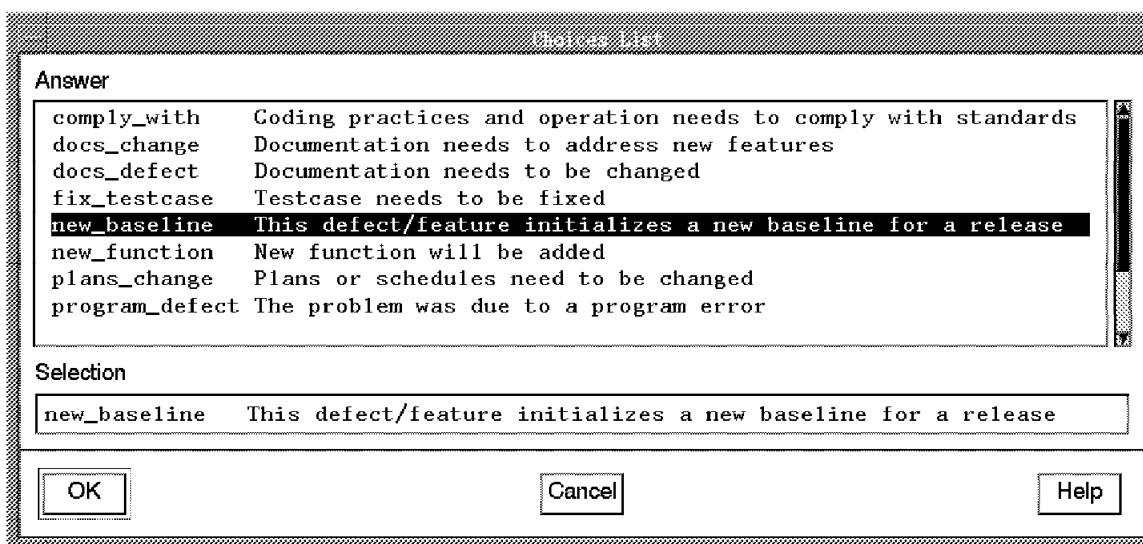 Choices List
Answer
comply_with Coding practices and operation needs to comply with standards
docs_change Documentation needs to address new features
docs_defect Documentation needs to be changed
fix_testcase Testcase needs to be fixed
new_baseline This defect/feature initializes a new baseline for a release
new_function New function will be added
plans_change Plans or schedules need to be changed
program_defect The problem was due to a program error
Selection
new_baseline This defect/feature initializes a new baseline for a release
OK Cancel Help